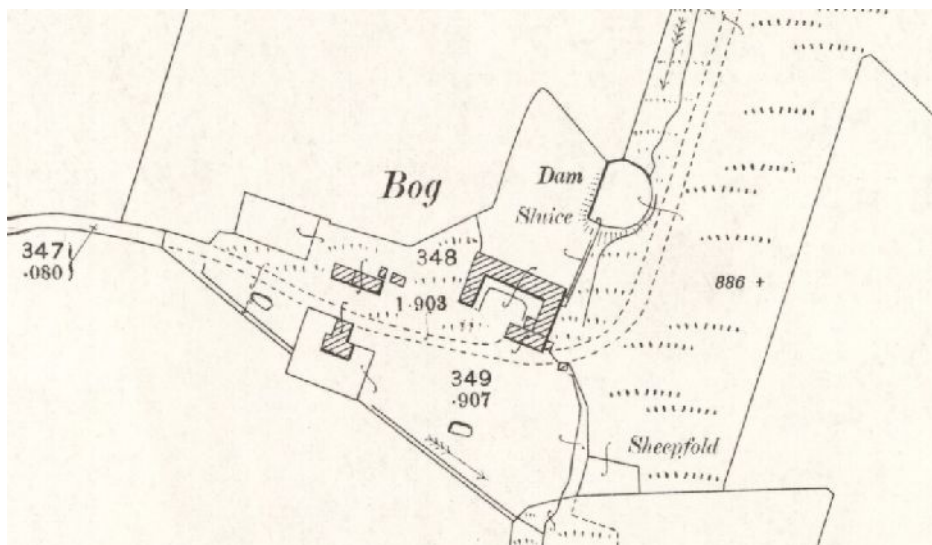 Bog
Dam
Sluice
347
·080
348
1·903
886 +
349
·907
Sheepfold